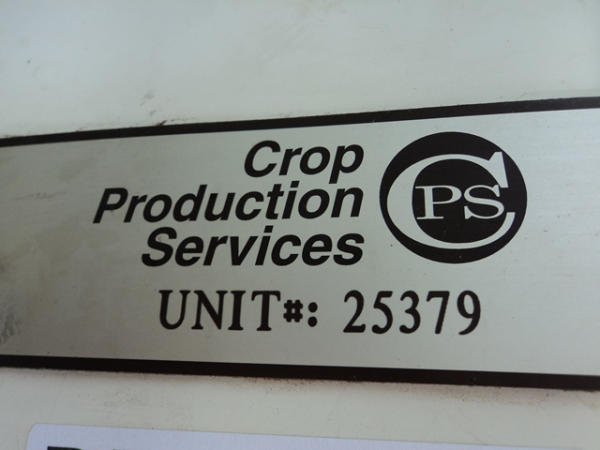 Crop
Production
Services
CPS
UNIT#: 25379